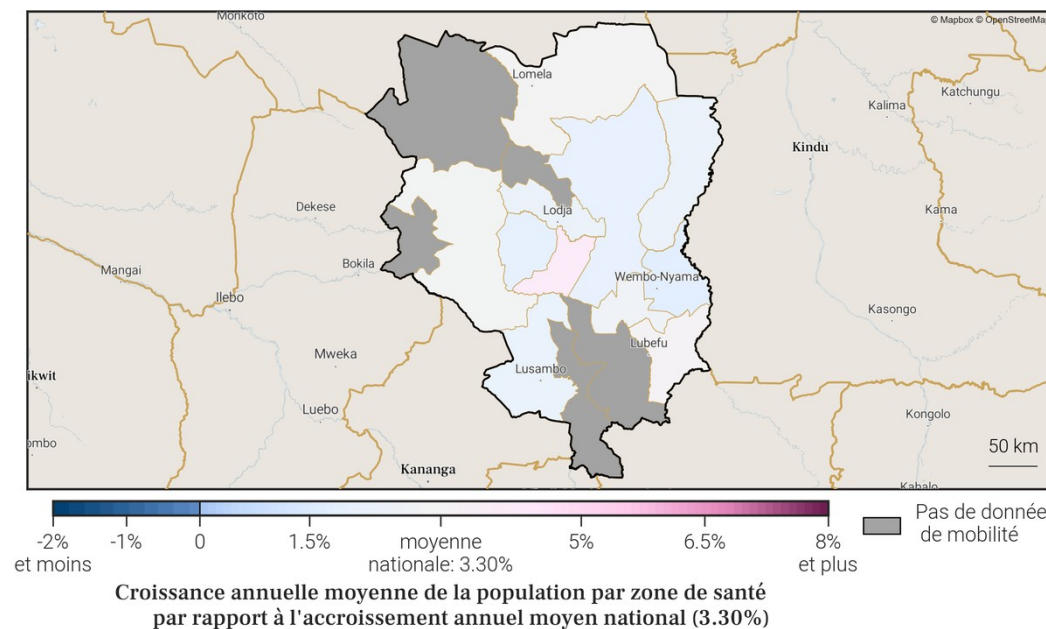 © Mapbox © OpenStreetMap
Monkoto
Lomela
Katchungu
Kalima
Kindu
Dekese
Lodja
Kama
Bokila
Mangai
Wembo-Nyama
Ilebo
Kasongo
Lubefu
Mweka
Lusambo
ikwit
Luebo
Kongolo
ombo
Kananga
50 km
Kabalo
-2%
et moins
-1%
0
1.5%
moyenne
nationale: 3.30%
5%
6.5%
8%
et plus
Pas de donnée
de mobilité
Croissance annuelle moyenne de la population par zone de santé
par rapport à l'accroissement annuel moyen national (3.30%)